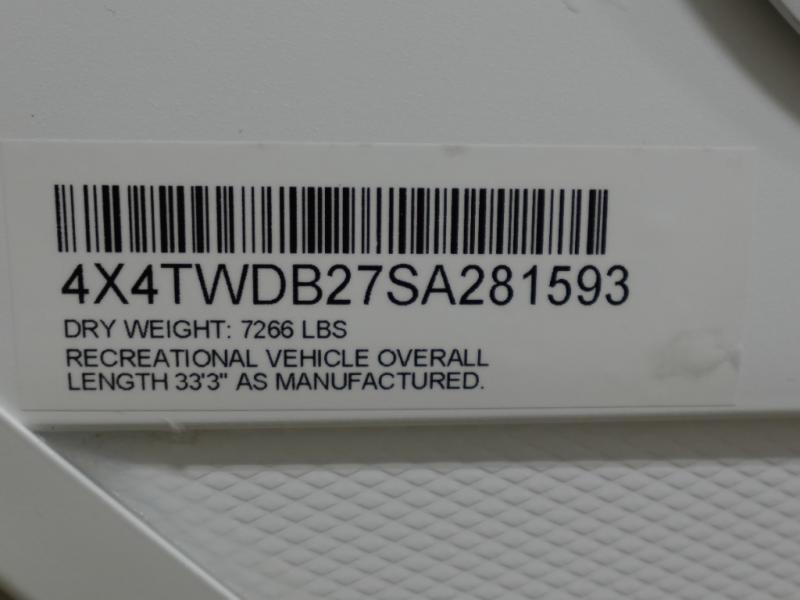 4X4TWDB27SA281593
DRY WEIGHT: 7266 LBS
RECREATIONAL VEHICLE OVERALL
LENGTH 33'3" AS MANUFACTURED.